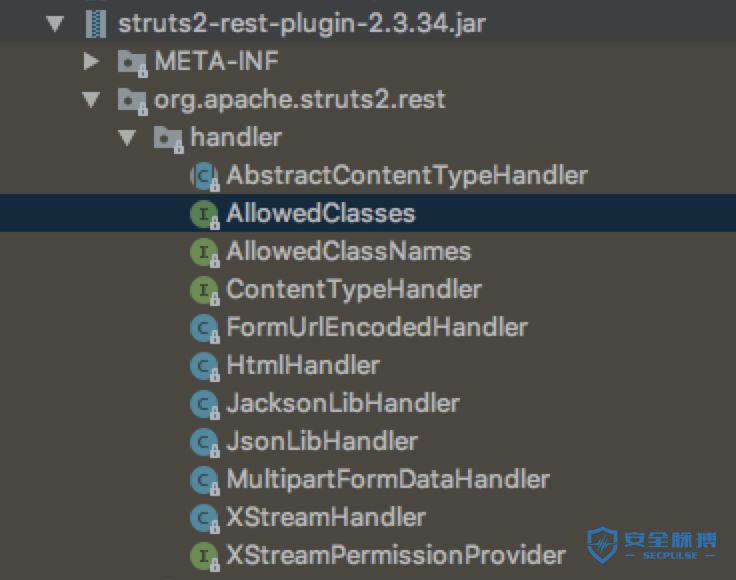 struts2-rest-plugin-2.3.34.jar
META-INF
org.apache.struts2.rest
handler
C AbstractContentTypeHandler
I AllowedClasses
I AllowedClassNames
I ContentTypeHandler
C FormUrlEncodedHandler
C HtmlHandler
C JacksonLibHandler
C JsonLibHandler
C MultipartFormDataHandler
C XStreamHandler
I XStreamPermissionProvider
安全脉搏
SECPULSE